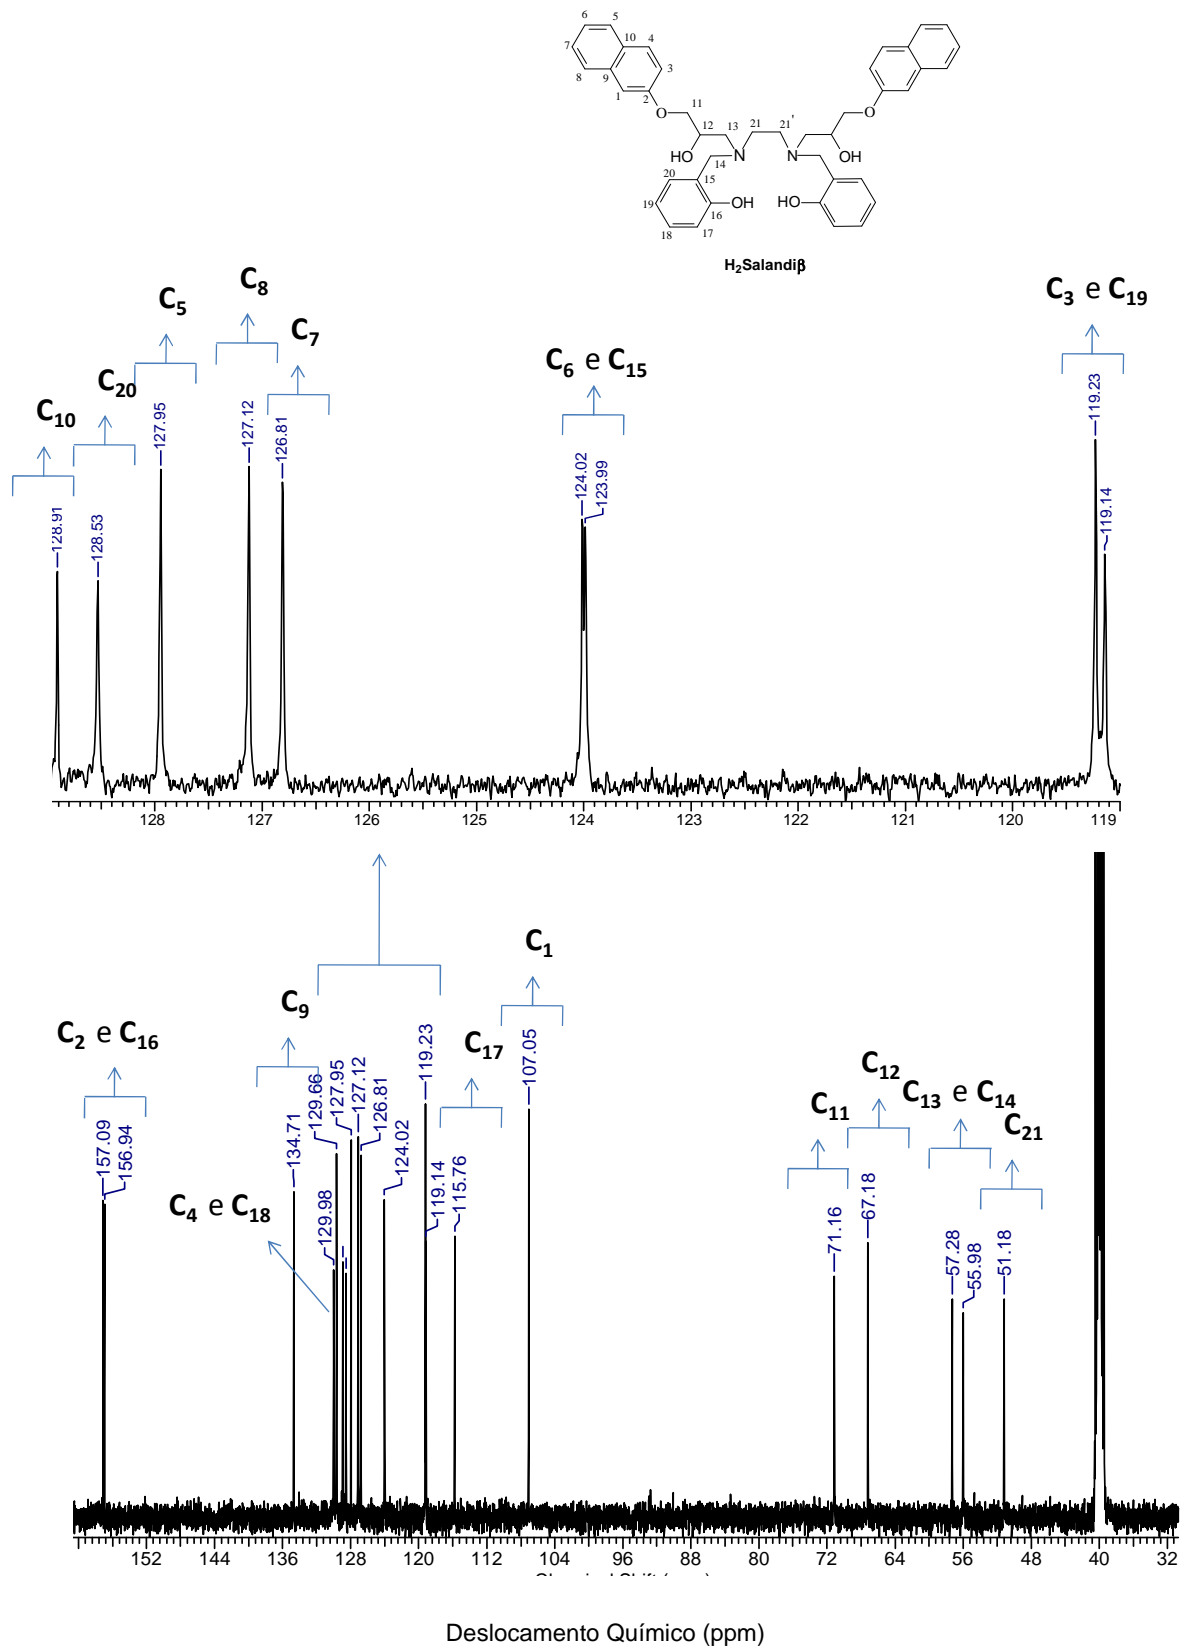 6 5
7 10 4
8 9 3
1 2 11
O O
12 13 21 21'
HO N N OH
14
20 15
19 OH HO
16
18 17
H2Salandiβ
C5 C8 C3 e C19
C20 C7 C6 e C15
C10
128.91 128.53 127.95 127.12 126.81 124.02 123.99 119.23 119.14
128 127 126 125 124 123 122 121 120 119
C1
C9
C2 e C16 C17
C12
C13 e C14
C11 C21
C4 e C18
157.09 156.94 134.71 129.98 129.66 127.95 127.12 126.81 124.02 119.23 119.14 115.76 107.05 71.16 67.18 57.28 55.98 51.18
152 144 136 128 120 112 104 96 88 80 72 64 56 48 40 32
Deslocamento Químico (ppm)